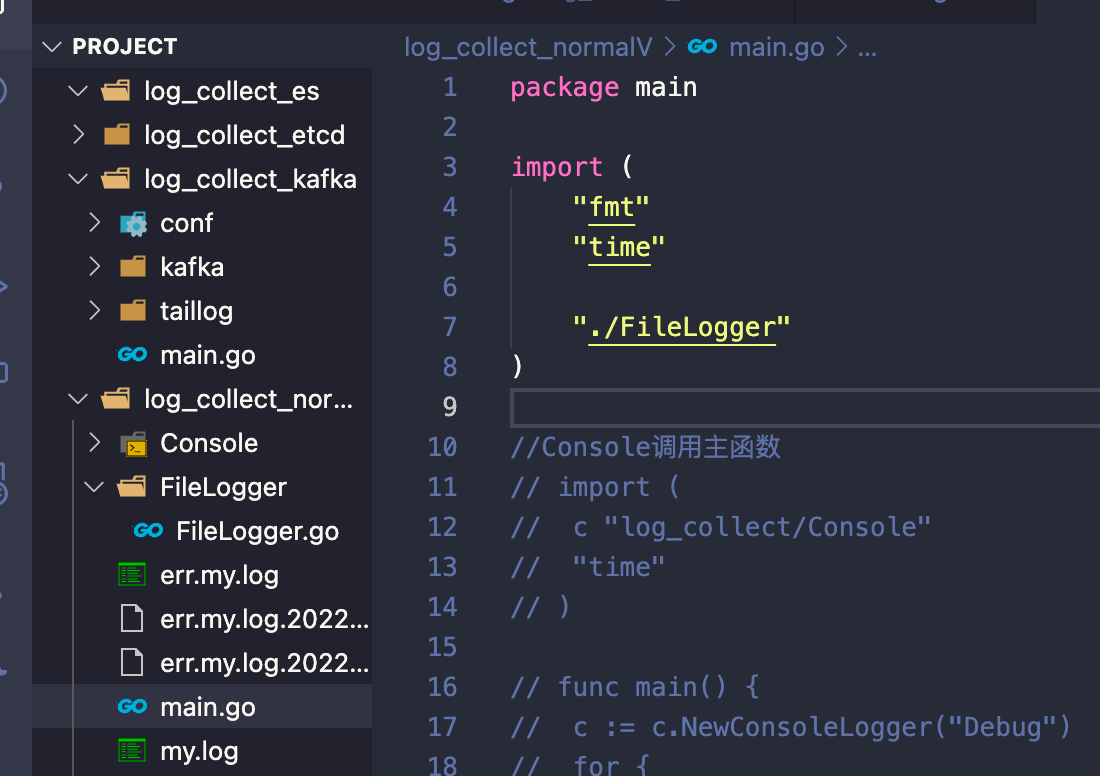 PROJECT
log_collect_es
log_collect_etcd
log_collect_kafka
conf
kafka
taillog
GO main.go
log_collect_nor...
Console
FileLogger
GO FileLogger.go
err.my.log
err.my.log.2022...
err.my.log.2022...
GO main.go
my.log
log_collect_normalV > GO main.go > ...
1 package main
2
3 import (
4 "fmt"
5 "time"
6
7 "./FileLogger"
8 )
9
10 //Console调用主函数
11 // import (
12 // c "log_collect/Console"
13 // "time"
14 // )
15
16 // func main() {
17 // c := c.NewConsoleLogger("Debug")
18 // for {